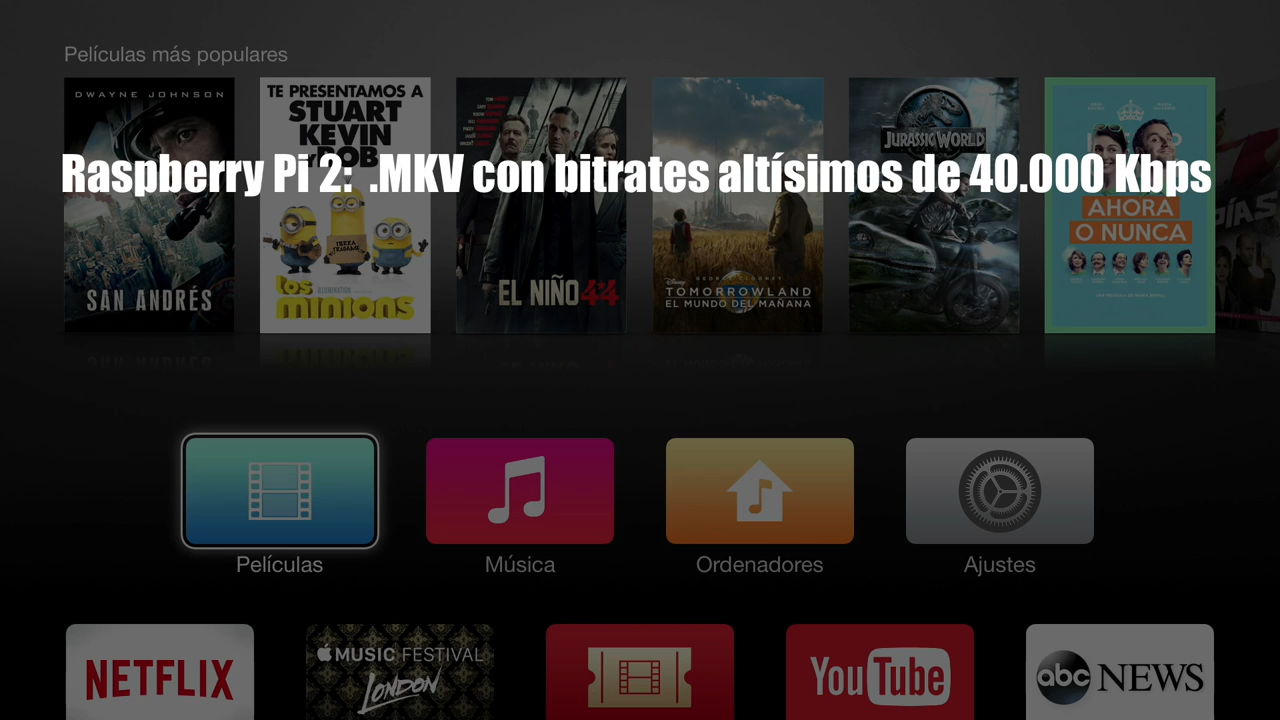 Películas más populares
DWAYNE JOHNSON
SAN ANDRÉS
TE PRESENTAMOS A
STUART
KEVIN
Y BOB
los
minions
EL NIÑO 44
Disney
TOMORROWLAND
EL MUNDO DEL MAÑANA
JURASSIC WORLD
AHORA
O NUNCA
Raspberry Pi 2: .MKV con bitrates altísimos de 40.000 Kbps
Películas
Música
Ordenadores
Ajustes
NETFLIX
MUSIC FESTIVAL
LONDON
YouTube
abc NEWS